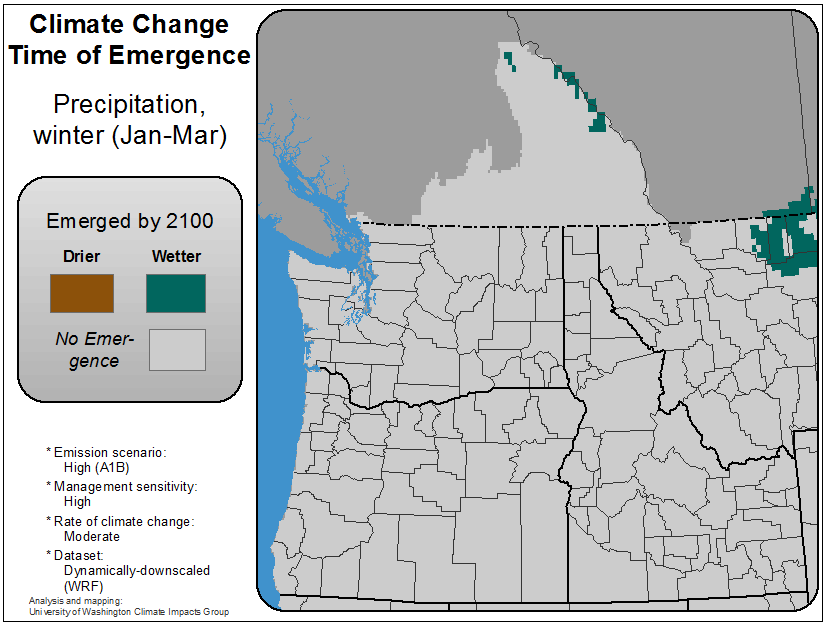 Climate Change
Time of Emergence
Precipitation,
winter (Jan-Mar)
Emerged by 2100
Drier Wetter
No Emer-
gence
* Emission scenario:
High (A1B)
* Management sensitivity:
High
* Rate of climate change:
Moderate
* Dataset:
Dynamically-downscaled
(WRF)
Analysis and mapping:
University of Washington Climate Impacts Group